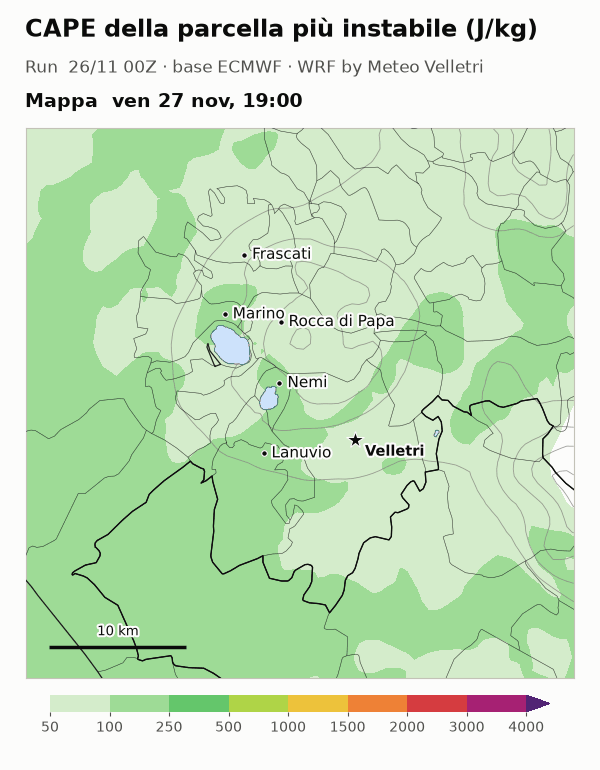 CAPE della parcella più instabile (J/kg)
Run  26/11 00Z · base ECMWF · WRF by Meteo Velletri
Mappa  ven 27 nov, 19:00
Frascati
Marino
Rocca di Papa
Nemi
Velletri
Lanuvio
10 km
50 100 250 500 1000 1500 2000 3000 4000